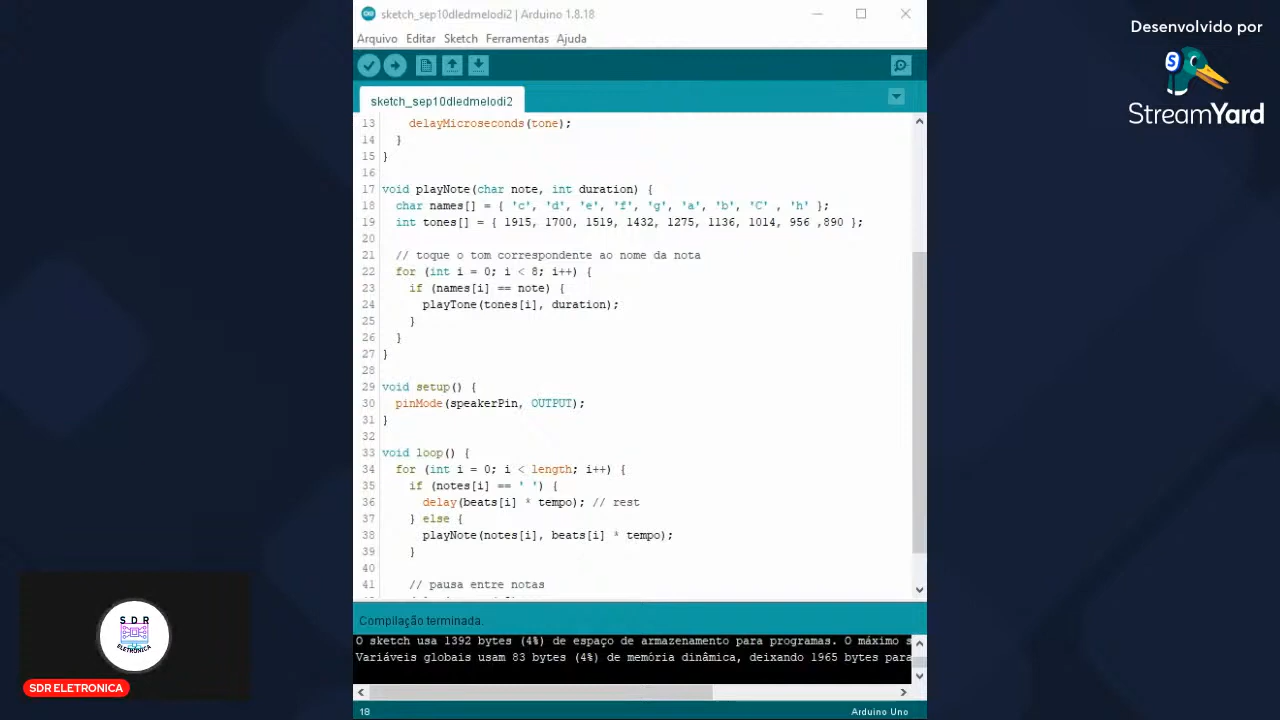 sketch_sep10dledmelodi2 | Arduino 1.8.18
Arquivo Editar Sketch Ferramentas Ajuda
sketch_sep10dledmelodi2
13 delayMicroseconds(tone);
14 }
15 }
16
17 void playNote(char note, int duration) {
18 char names[] = { 'c', 'd', 'e', 'f', 'g', 'a', 'b', 'C' , 'h' };
19 int tones[] = { 1915, 1700, 1519, 1432, 1275, 1136, 1014, 956 ,890 };
20
21 // toque o tom correspondente ao nome da nota
22 for (int i = 0; i < 8; i++) {
23 if (names[i] == note) {
24 playTone(tones[i], duration);
25 }
26 }
27 }
28
29 void setup() {
30 pinMode(speakerPin, OUTPUT);
31 }
32
33 void loop() {
34 for (int i = 0; i < length; i++) {
35 if (notes[i] == ' ') {
36 delay(beats[i] * tempo); // rest
37 } else {
38 playNote(notes[i], beats[i] * tempo);
39 }
40
41 // pausa entre notas
Compilação terminada.
O sketch usa 1392 bytes (4%) de espaço de armazenamento para programas. O máximo s
Variáveis globais usam 83 bytes (4%) de memória dinâmica, deixando 1965 bytes para
18
Arduino Uno
Desenvolvido por
S
StreamYard
S D R
ELETRÔNICA
SDR ELETRONICA